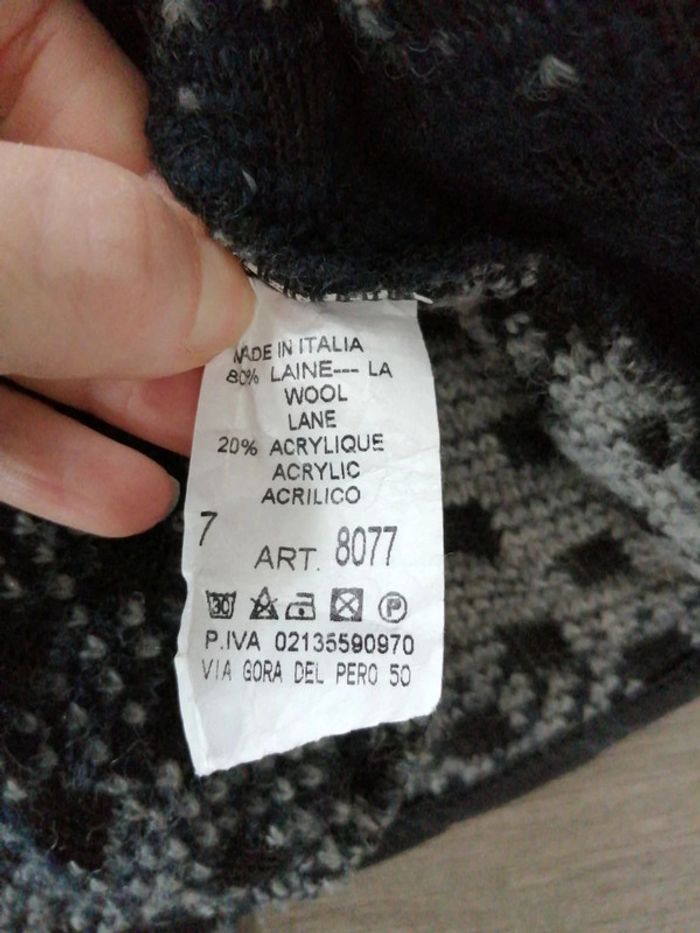 MADE IN ITALIA
80% LAINE--- LA
WOOL
LANE
20% ACRYLIQUE
ACRYLIC
ACRILICO
7
ART. 8077
30 P
P.IVA 02135590970
VIA GORA DEL PERO 50